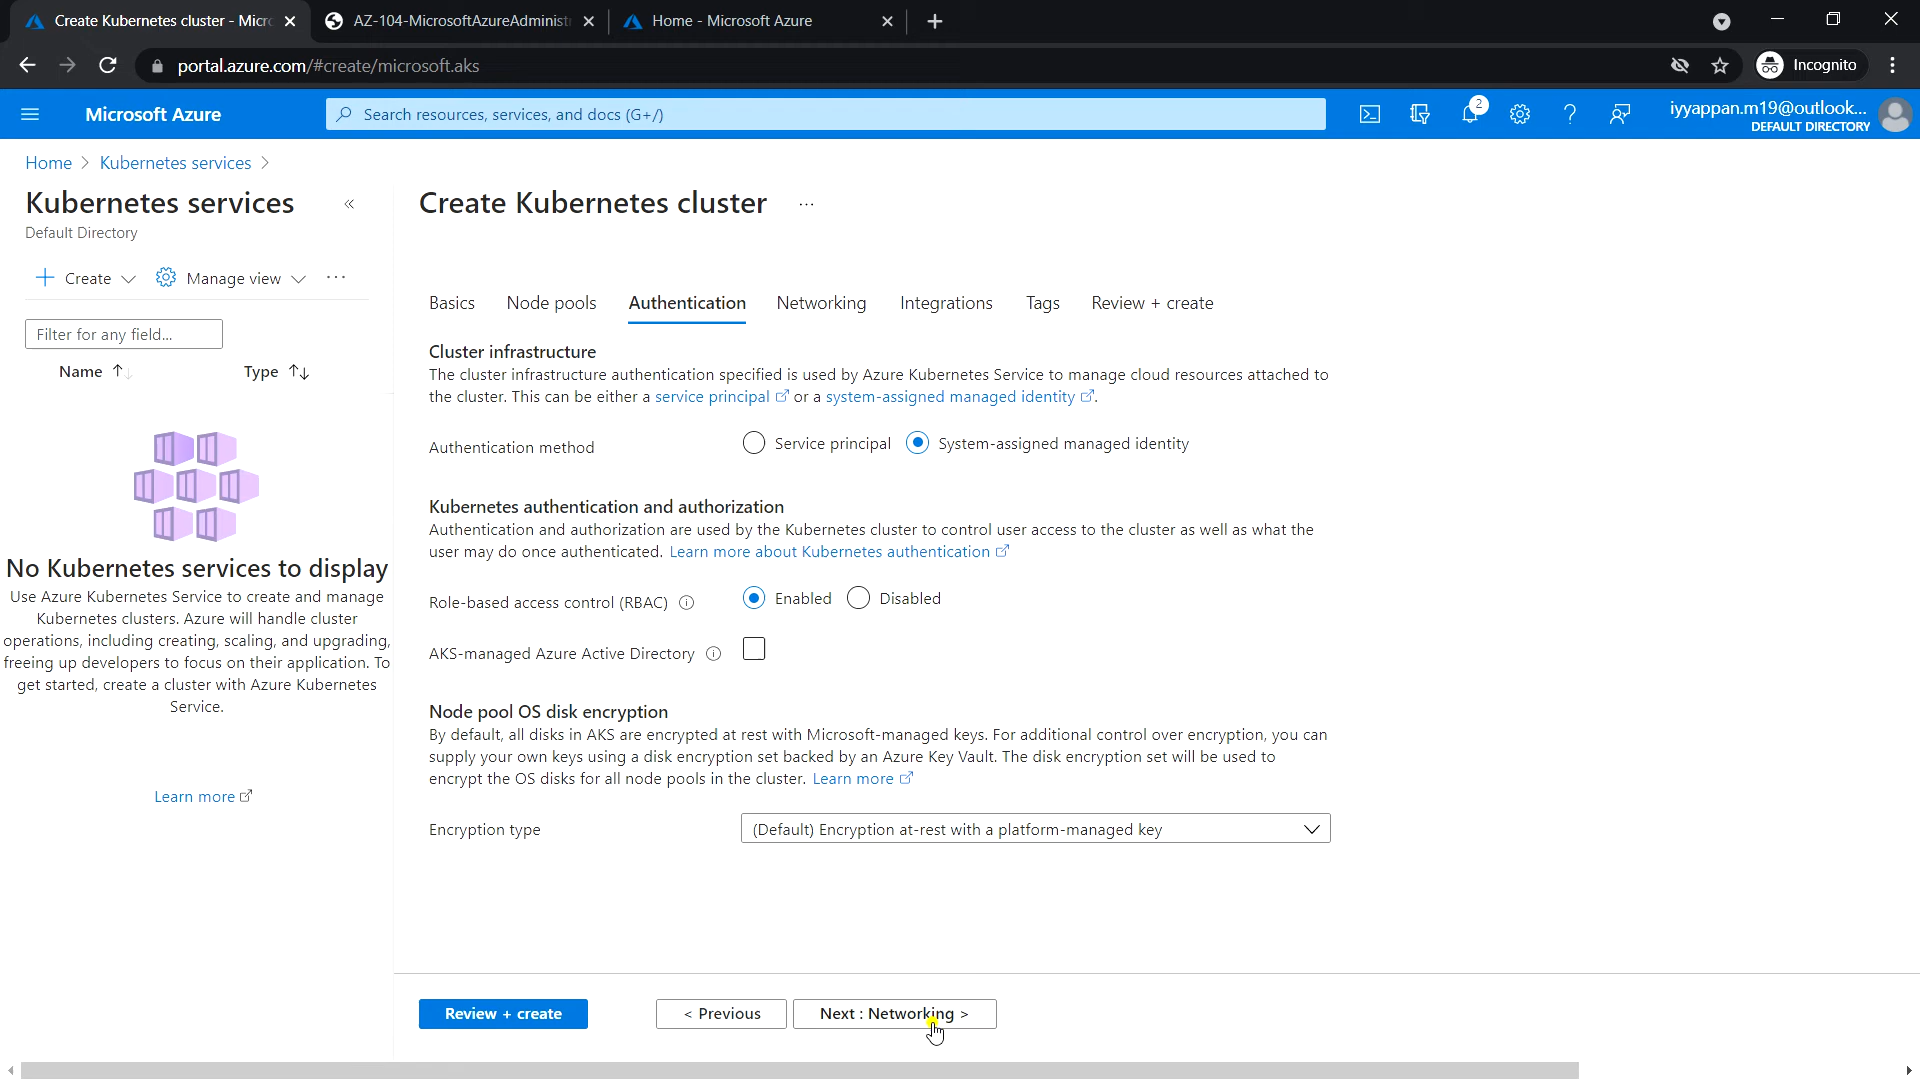 Create Kubernetes cluster - Micr
AZ-104-MicrosoftAzureAdminist
Home - Microsoft Azure
portal.azure.com/#create/microsoft.aks
Incognito
Microsoft Azure
Search resources, services, and docs (G+/)
2
iyyappan.m19@outlook...
DEFAULT DIRECTORY
Home > Kubernetes services >
Kubernetes services
«
Default Directory
+ Create
Manage view
...
Filter for any field...
Name
Type
No Kubernetes services to display
Use Azure Kubernetes Service to create and manage
Kubernetes clusters. Azure will handle cluster
operations, including creating, scaling, and upgrading,
freeing up developers to focus on their application. To
get started, create a cluster with Azure Kubernetes
Service.
Learn more
Create Kubernetes cluster ...
Basics Node pools Authentication Networking Integrations Tags Review + create
Cluster infrastructure
The cluster infrastructure authentication specified is used by Azure Kubernetes Service to manage cloud resources attached to
the cluster. This can be either a service principal or a system-assigned managed identity .
Authentication method
Service principal
System-assigned managed identity
Kubernetes authentication and authorization
Authentication and authorization are used by the Kubernetes cluster to control user access to the cluster as well as what the
user may do once authenticated. Learn more about Kubernetes authentication
Role-based access control (RBAC)
Enabled
Disabled
AKS-managed Azure Active Directory
Node pool OS disk encryption
By default, all disks in AKS are encrypted at rest with Microsoft-managed keys. For additional control over encryption, you can
supply your own keys using a disk encryption set backed by an Azure Key Vault. The disk encryption set will be used to
encrypt the OS disks for all node pools in the cluster. Learn more
Encryption type
(Default) Encryption at-rest with a platform-managed key
Review + create
< Previous
Next : Networking >